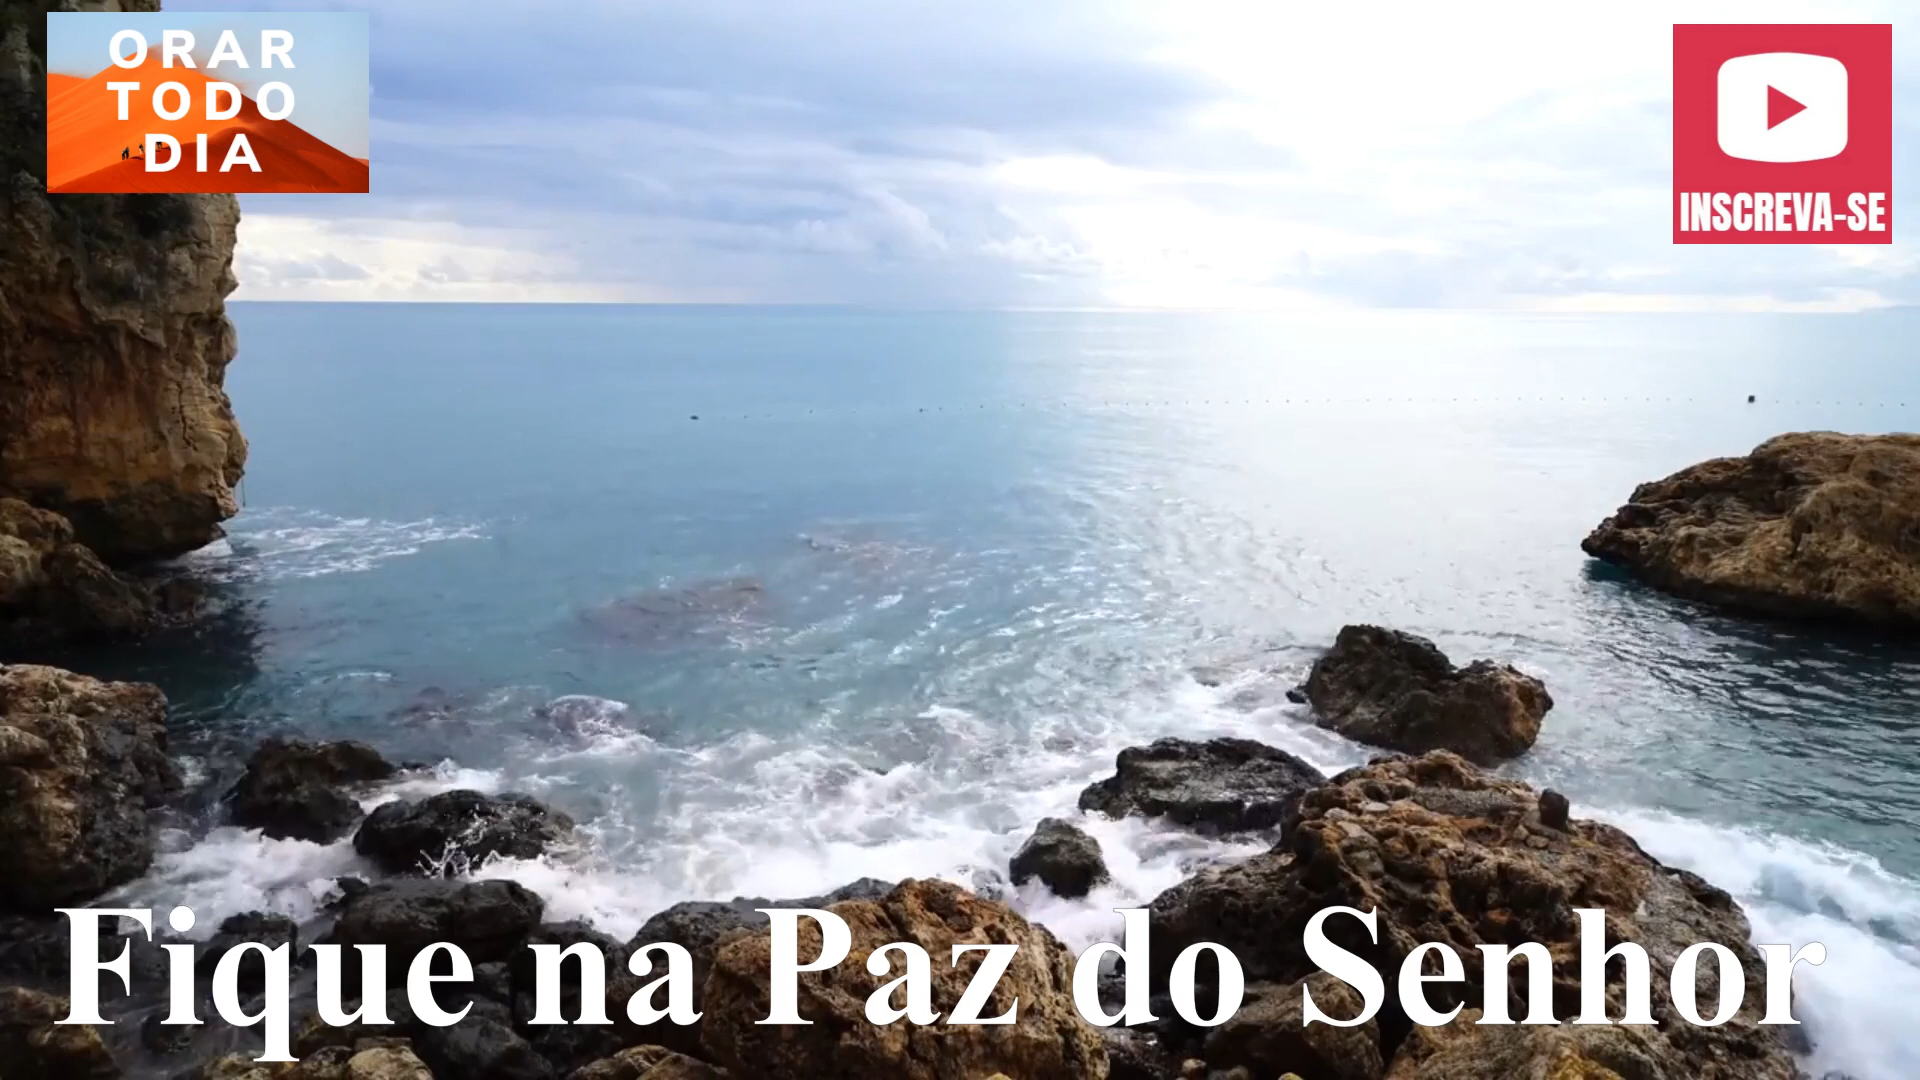 ORAR
TODO
DIA
INSCREVA-SE
Fique na Paz do Senhor